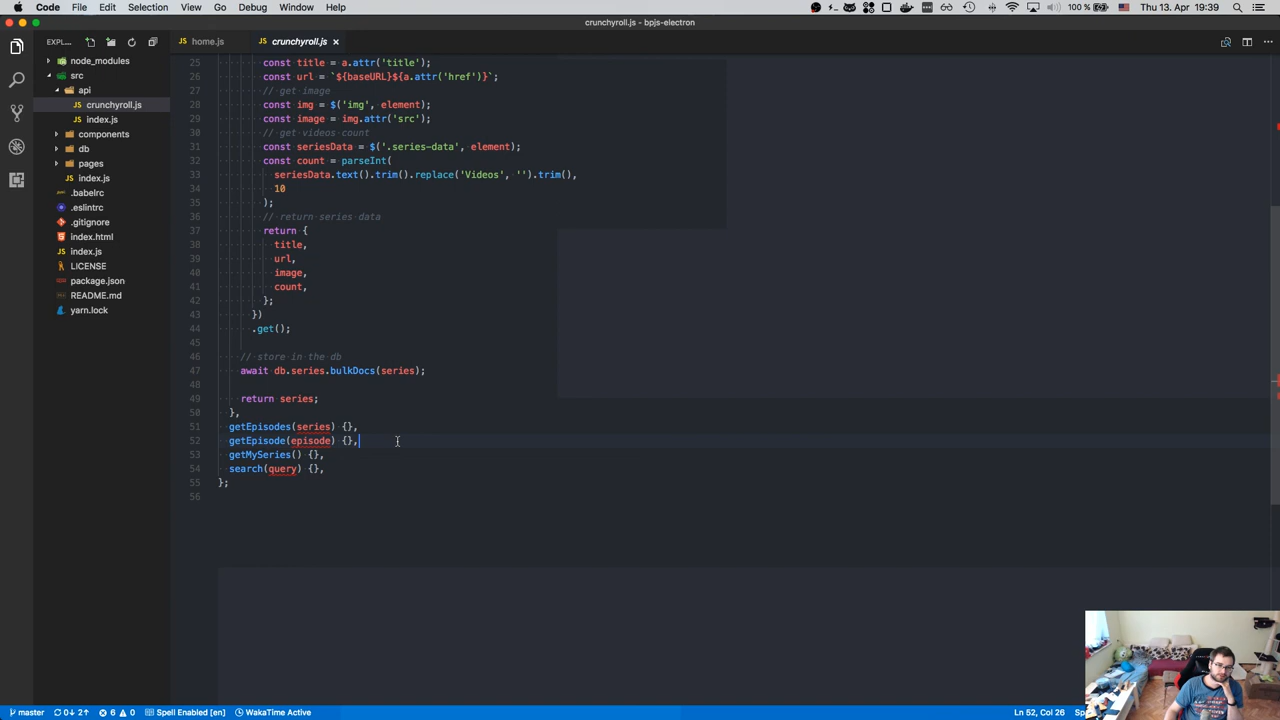 Code File Edit Selection View Go Debug Window Help
100 % Thu 13. Apr 19:39
crunchyroll.js — bpjs-electron
EXPL...
home.js
crunchyroll.js ×
node_modules
src
api
crunchyroll.js
index.js
components
db
pages
index.js
.babelrc
.eslintrc
.gitignore
index.html
index.js
LICENSE
package.json
README.md
yarn.lock
25 const title = a.attr('title');
26 const url = `${baseURL}${a.attr('href')}`;
27 // get image
28 const img = $('img', element);
29 const image = img.attr('src');
30 // get videos count
31 const seriesData = $('.series-data', element);
32 const count = parseInt(
33 seriesData.text().trim().replace('Videos', '').trim(),
34 10
35 );
36 // return series data
37 return {
38 title,
39 url,
40 image,
41 count,
42 };
43 })
44 .get();
45
46 // store in the db
47 await db.series.bulkDocs(series);
48
49 return series;
50 },
51 getEpisodes(series) {},
52 getEpisode(episode) {},
53 getMySeries() {},
54 search(query) {},
55 };
56
master 0↓ 2↑ 6 0 Spell Enabled [en] WakaTime Active
Ln 52, Col 26